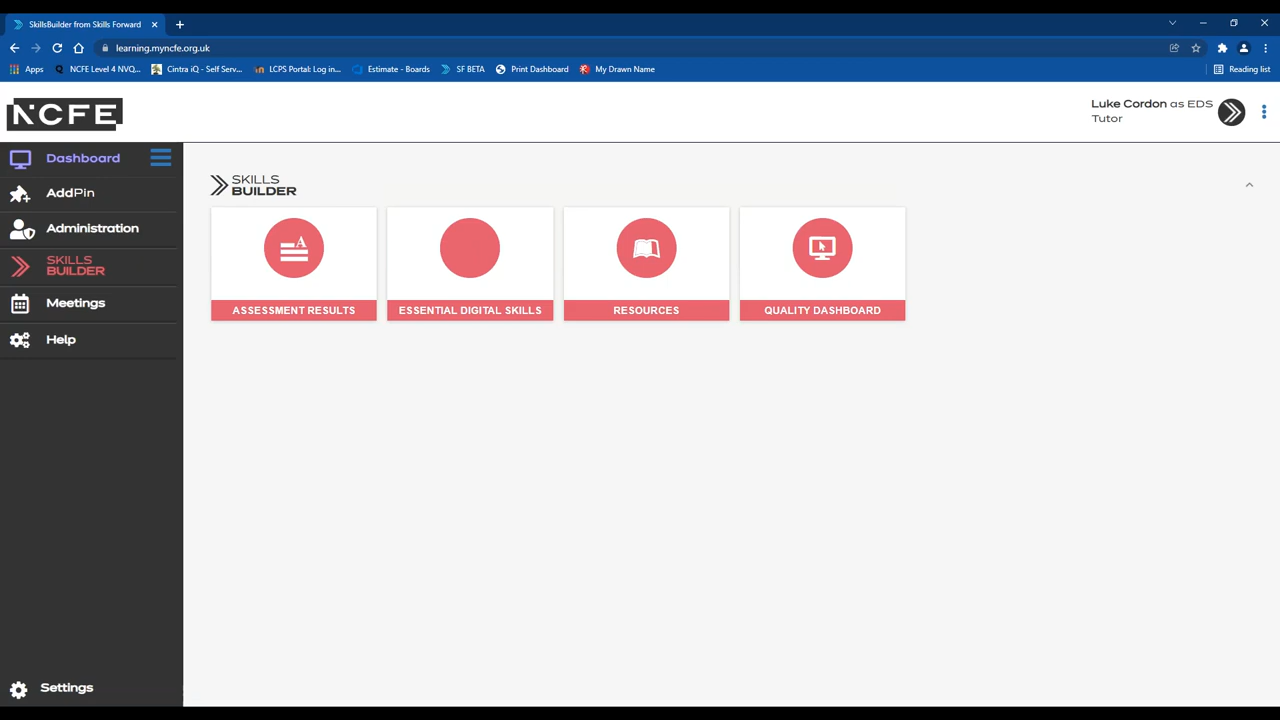 SkillsBuilder from Skills Forward
learning.myncfe.org.uk
Apps NCFE Level 4 NVQ... Cintra iQ - Self Serv... LCPS Portal: Log in... Estimate - Boards SF BETA Print Dashboard My Drawn Name Reading list
NCFE
Luke Cordon as EDS
Tutor
Dashboard
AddPin
Administration
SKILLS
BUILDER
Meetings
Help
Settings
SKILLS
BUILDER
A
ASSESSMENT RESULTS
ESSENTIAL DIGITAL SKILLS
RESOURCES
QUALITY DASHBOARD